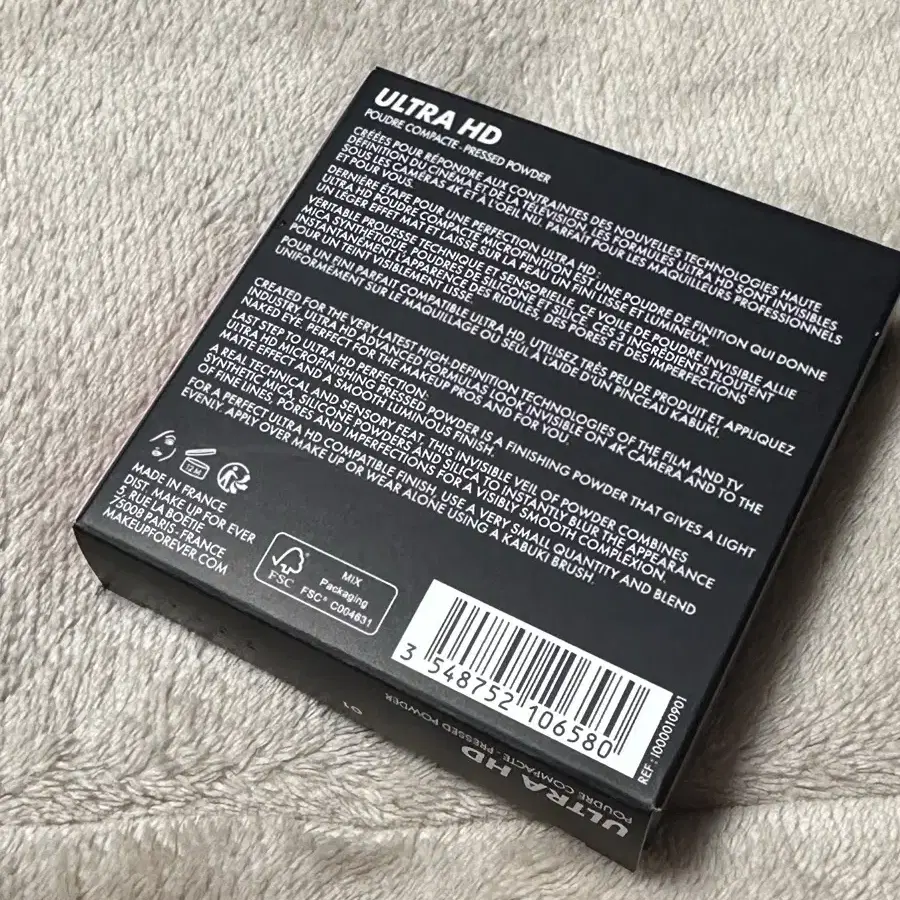 ULTRA HD
POUDRE COMPACTE - PRESSED POWDER
CRÉÉES POUR RÉPONDRE AUX CONTRAINTES DES NOUVELLES TECHNOLOGIES HAUTE
DÉFINITION DU CINÉMA ET DE LA TÉLÉVISION, LES FORMULES ULTRA HD SONT INVISIBLES
SOUS LES CAMÉRAS 4K ET À L'OEIL NU. PARFAIT POUR LES MAQUILLEURS PROFESSIONNELS
ET POUR VOUS.
DERNIÈRE ÉTAPE POUR UNE PERFECTION ULTRA HD :
ULTRA HD POUDRE COMPACTE MICROFINITION EST UNE POUDRE DE FINITION QUI DONNE
UN LÉGER EFFET MAT ET LAISSE SUR LA PEAU UN FINI LISSE ET LUMINEUX.
VÉRITABLE PROUESSE TECHNIQUE ET SENSORIELLE, CE VOILE DE POUDRE INVISIBLE ALLIE
MICA SYNTHÉTIQUE, POUDRES DE SILICONE ET SILICE. CES 3 INGRÉDIENTS FLOUTENT
INSTANTANÉMENT L'APPARENCE DES RIDULES, DES PORES ET DES IMPERFECTIONS
POUR UN TEINT VISIBLEMENT LISSE.
POUR UN FINI PARFAIT COMPATIBLE ULTRA HD, UTILISEZ TRÈS PEU DE PRODUIT ET APPLIQUEZ
UNIFORMÉMENT SUR LE MAQUILLAGE OU SEUL À L'AIDE D'UN PINCEAU KABUKI.
CREATED FOR THE VERY LATEST HIGH-DEFINITION TECHNOLOGIES OF THE FILM AND TV
INDUSTRY, ULTRA HD ADVANCED FORMULAS LOOK INVISIBLE ON 4K CAMERA AND TO THE
NAKED EYE. PERFECT FOR THE MAKEUP PROS AND FOR YOU.
LAST STEP TO ULTRA HD PERFECTION:
ULTRA HD MICROFINISHING PRESSED POWDER IS A FINISHING POWDER THAT GIVES A LIGHT
MATTE EFFECT AND A SMOOTH LUMINOUS FINISH.
A REAL TECHNICAL AND SENSORY FEAT, THIS INVISIBLE VEIL OF POWDER COMBINES
SYNTHETIC MICA, SILICONE POWDERS AND SILICA TO INSTANTLY BLUR THE APPEARANCE
OF FINE LINES, PORES AND IMPERFECTIONS FOR A VISIBLY SMOOTH COMPLEXION.
FOR A PERFECT ULTRA HD COMPATIBLE FINISH, USE A VERY SMALL QUANTITY AND BLEND
EVENLY. APPLY OVER MAKE UP OR WEAR ALONE USING A KABUKI BRUSH.
12 M
MADE IN FRANCE
DIST. MAKE UP FOR EVER
5, RUE LA BOÉTIE
75008 PARIS - FRANCE
MAKEUPFOREVER.COM
FSC
MIX
Packaging
FSC® C004631
3 548752 106580
REF : I000010901
ULTRA HD
POUDRE COMPACTE - PRESSED POWDER
01